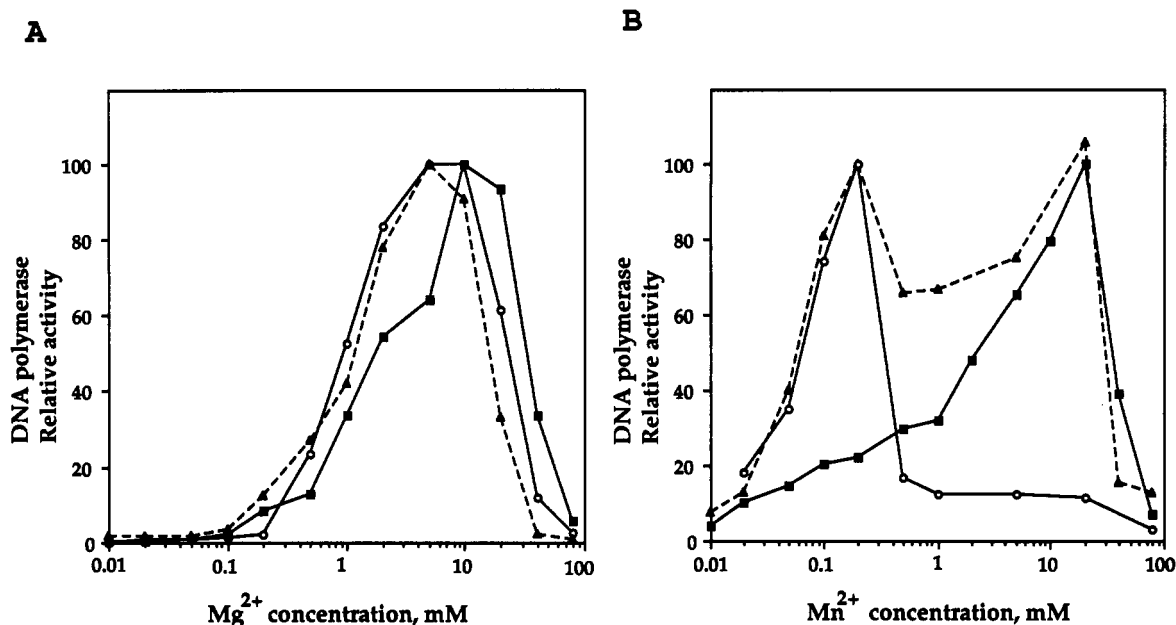 A
B
DNA polymerase
Relative activity
100
80
60
40
20
0
0.01
0.1
1
10
100
Mg2+ concentration, mM
DNA polymerase
Relative activity
100
80
60
40
20
0
0.01
0.1
1
10
100
Mn2+ concentration, mM